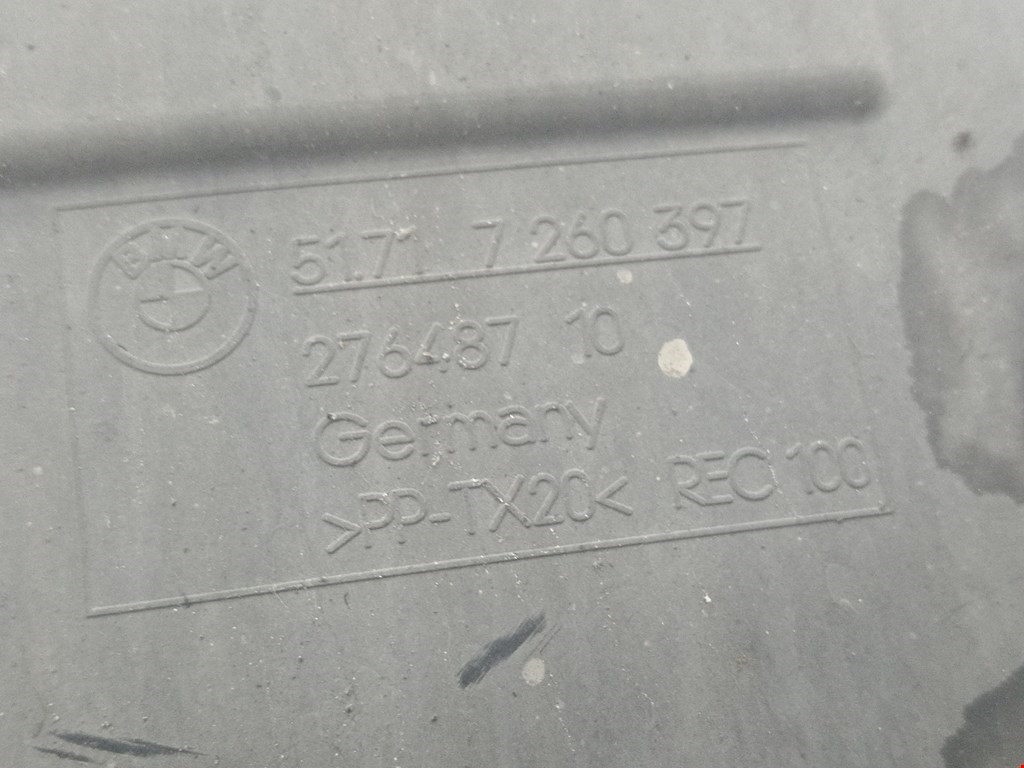 BMW
51.71 7 260 397
276487 10
Germany
>PP-TX20< REC 100